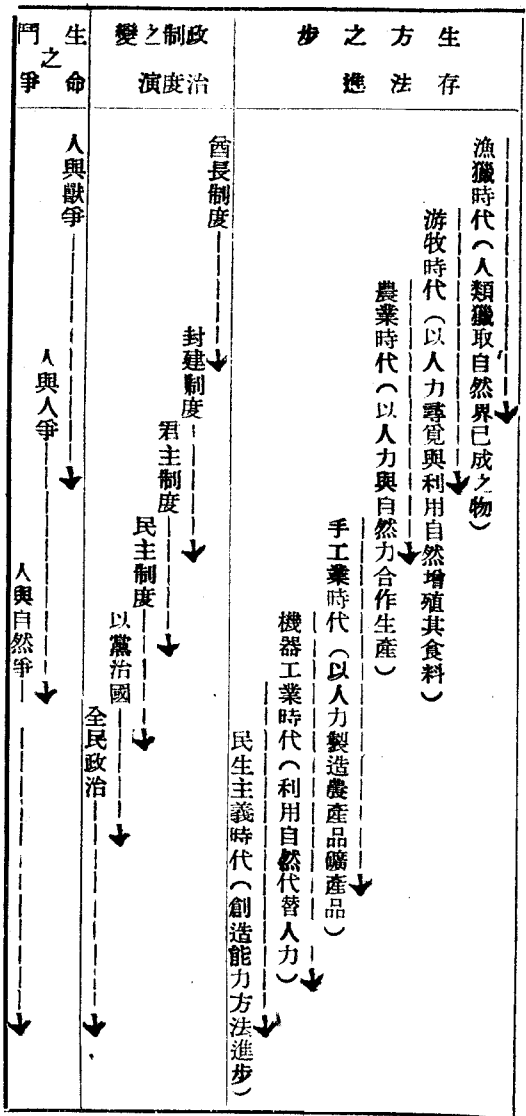 生存方法之進步
漁獵時代（人類獵取自然界已成之物）
游牧時代（以人力尋覓與利用自然增殖其食料）
農業時代（以人力與自然力合作生產）
手工業時代（以人力製造農產品礦產品）
機器工業時代（利用自然代替人力）
民生主義時代（創造能力方法進步）
政治制度之演變
酋長制度
封建制度
君主制度
民主制度
以黨治國
全民政治
生命之鬥爭
人與獸爭
人與人爭
人與自然爭